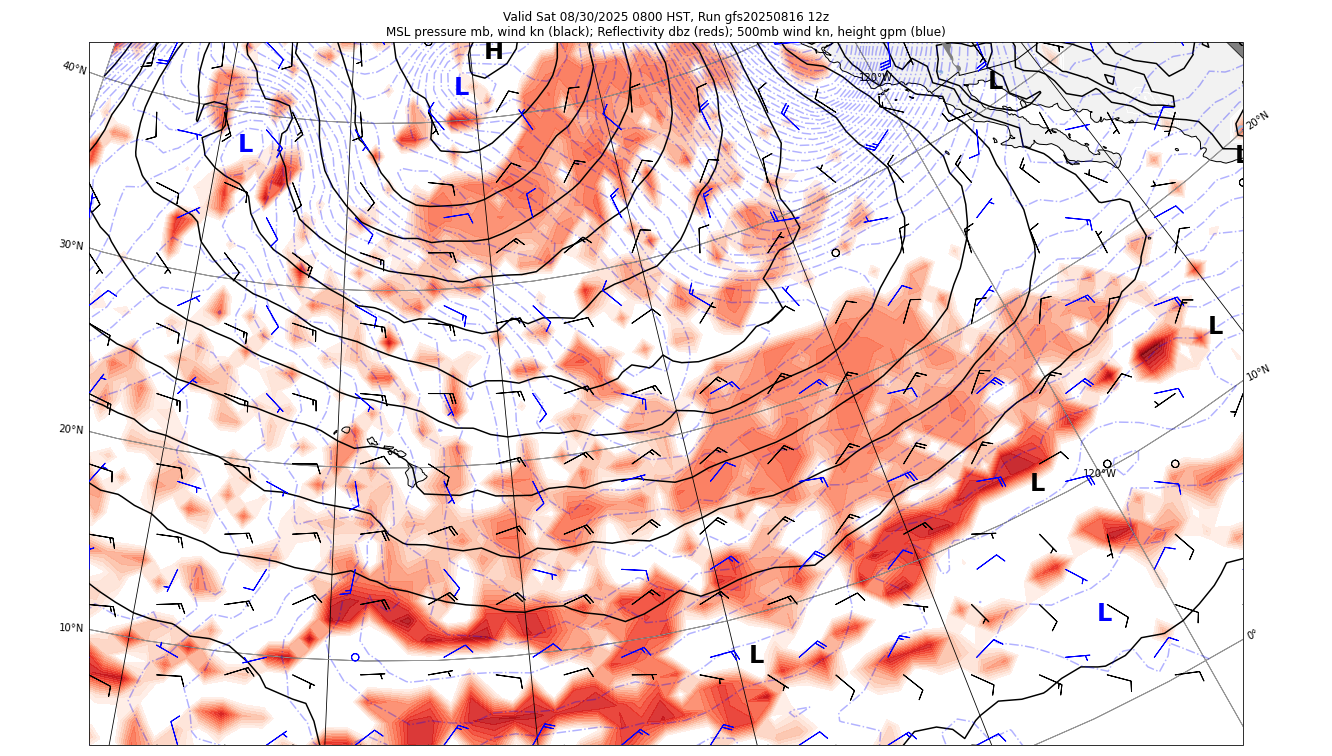 Valid Sat 08/30/2025 0800 HST, Run gfs20250816 12z
MSL pressure mb, wind kn (black); Reflectivity dbz (reds); 500mb wind kn, height gpm (blue)
H
40°N
120°W
L
L
20°N
L
L
30°N
L
10°N
20°N
120°W
L
L
10°N
0°
L